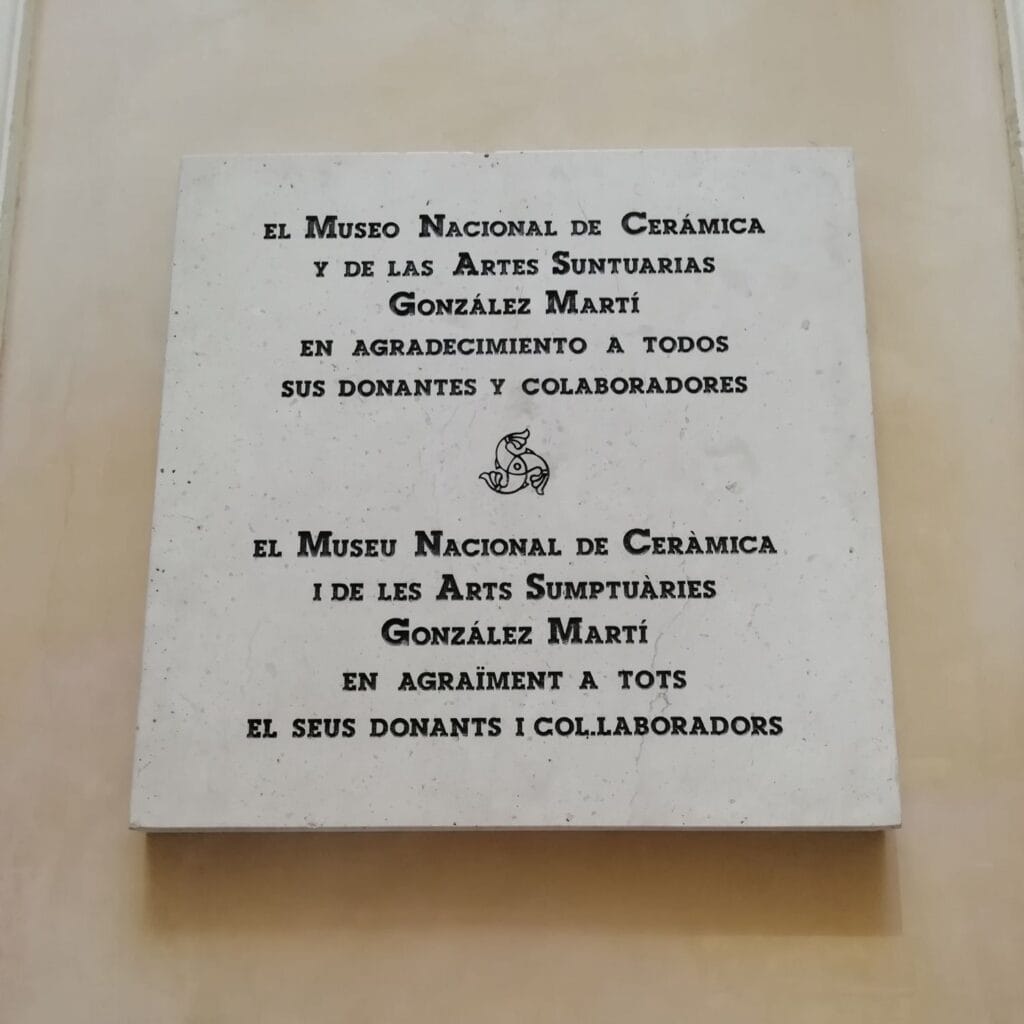 EL MUSEO NACIONAL DE CERÁMICA
Y DE LAS ARTES SUNTUARIAS
GONZÁLEZ MARTÍ
EN AGRADECIMIENTO A TODOS
SUS DONANTES Y COLABORADORES
EL MUSEU NACIONAL DE CERÀMICA
I DE LES ARTS SUMPTUÀRIES
GONZÁLEZ MARTÍ
EN AGRAÏMENT A TOTS
EL SEUS DONANTS I COL.LABORADORS